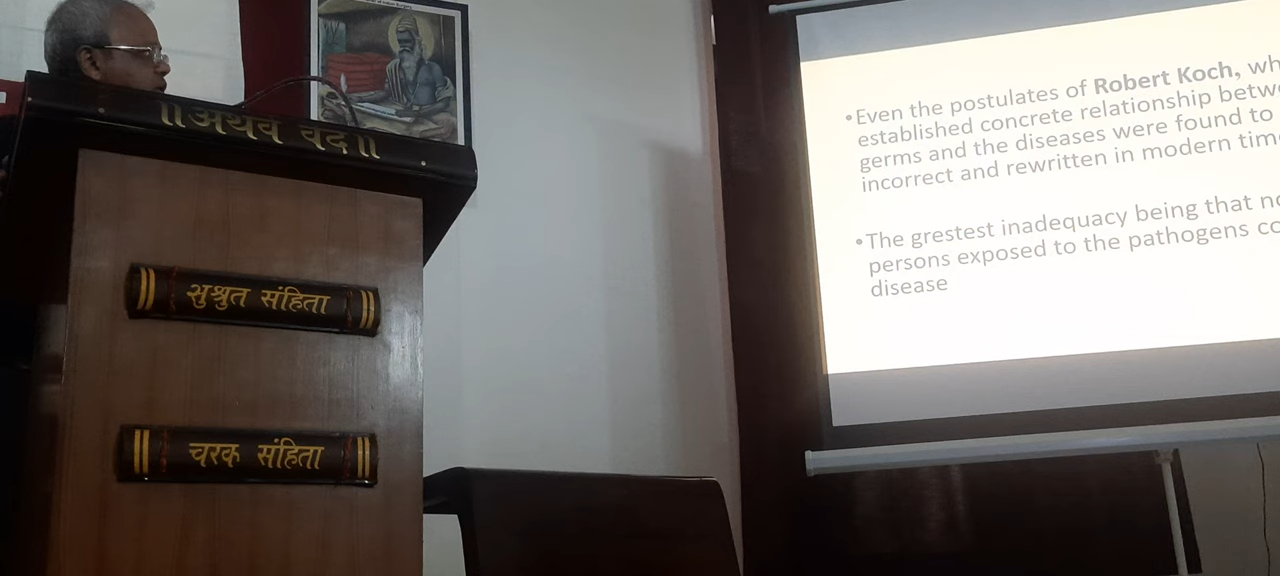 ॥अथर्व वेद॥
सुश्रुत संहिता
चरक संहिता
•Even the postulates of Robert Koch, wh
established concrete relationship betw
germs and the diseases were found to
incorrect and rewritten in modern tim
•The grestest inadequacy being that no
persons exposed to the pathogens co
disease